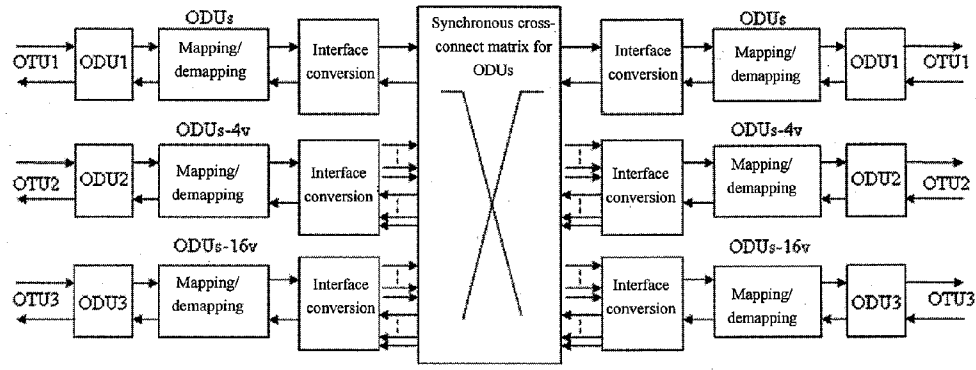 ODUs
Synchronous cross-
connect matrix for
ODUs
ODUs
OTU1
ODU1
Mapping/
demapping
Interface
conversion
Interface
conversion
Mapping/
demapping
ODU1
OTU1
ODUs-4v
ODUs-4v
OTU2
ODU2
Mapping/
demapping
Interface
conversion
Interface
conversion
Mapping/
demapping
ODU2
OTU2
ODUs-16v
ODUs-16v
OTU3
ODU3
Mapping/
demapping
Interface
conversion
Interface
conversion
Mapping/
demapping
ODU3
OTU3